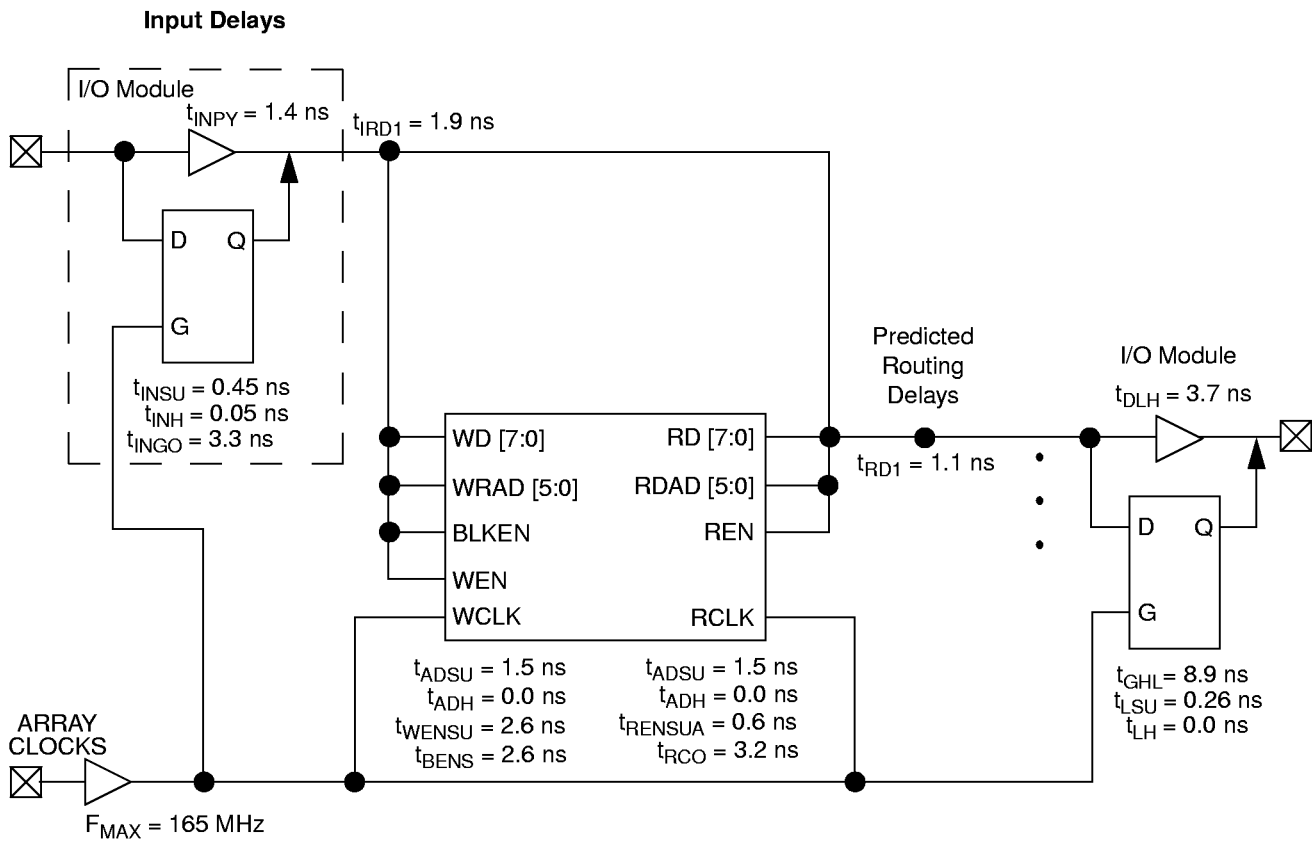 Input Delays
I/O Module
tINPY = 1.4 ns
tIRD1 = 1.9 ns
D Q
G
tINSU = 0.45 ns
tINH = 0.05 ns
tINGO = 3.3 ns
Predicted
Routing
Delays
I/O Module
tDLH = 3.7 ns
WD [7:0] RD [7:0]
tRD1 = 1.1 ns
WRAD [5:0] RDAD [5:0]
BLKEN REN
WEN
WCLK RCLK
D Q
G
tADSU = 1.5 ns
tADH = 0.0 ns
tWENSU = 2.6 ns
tBENS = 2.6 ns
tADSU = 1.5 ns
tADH = 0.0 ns
tRENSUA = 0.6 ns
tRCO = 3.2 ns
tGHL= 8.9 ns
tLSU = 0.26 ns
tLH = 0.0 ns
ARRAY
CLOCKS
FMAX = 165 MHz